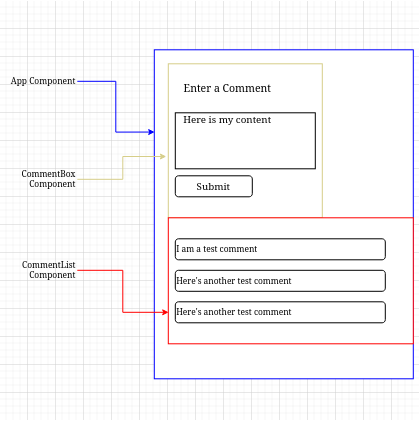 App Component
Enter a Comment
Here is my content
CommentBox
Component
Submit
I am a test comment
CommentList
Component
Here's another test comment
Here's another test comment